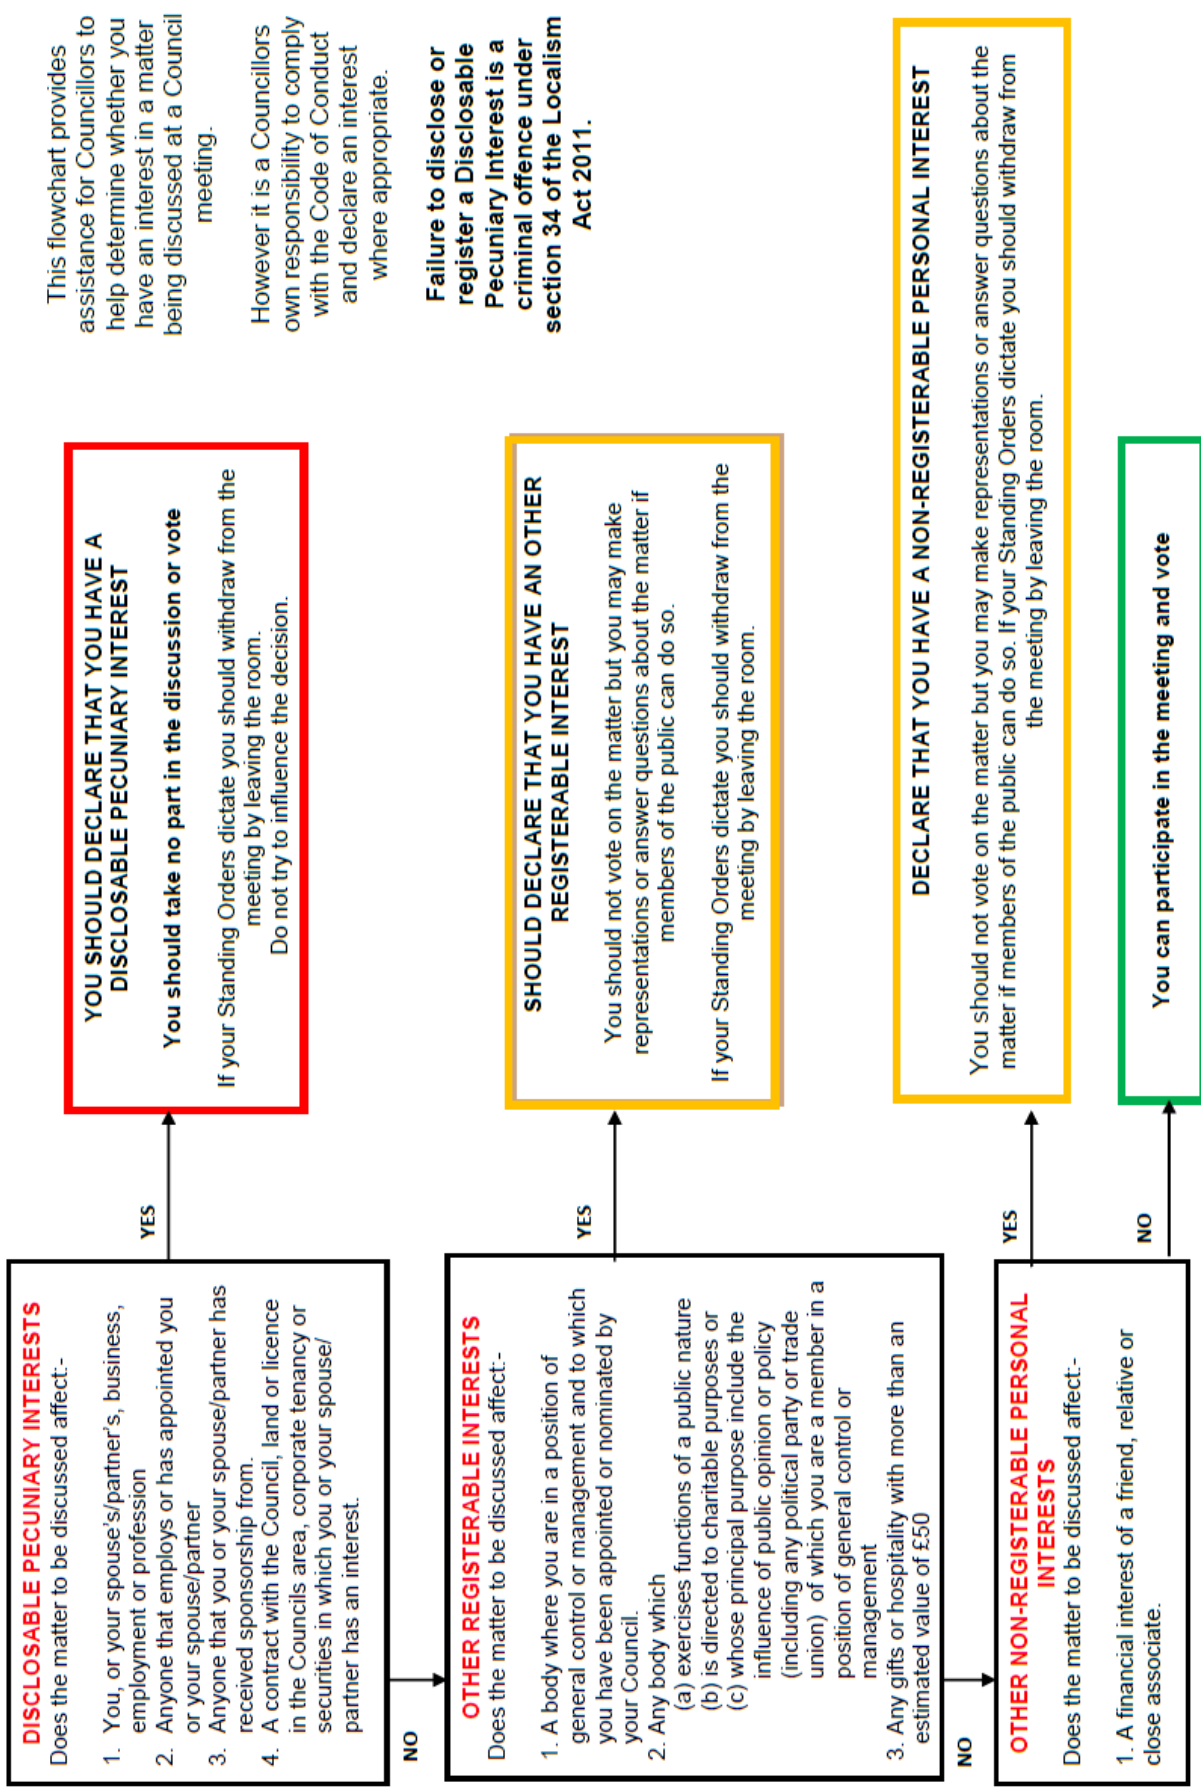 DISCLOSABLE PECUNIARY INTERESTS
Does the matter to be discussed affect:-
1. You, or your spouse's/partner's, business,
employment or profession
2. Anyone that employs or has appointed you
or your spouse/partner
3. Anyone that you or your spouse/partner has
received sponsorship from.
4. A contract with the Council, land or licence
in the Councils area, corporate tenancy or
securities in which you or your spouse/
partner has an interest.
YES
YOU SHOULD DECLARE THAT YOU HAVE A
DISCLOSABLE PECUNIARY INTEREST
You should take no part in the discussion or vote
If your Standing Orders dictate you should withdraw from the
meeting by leaving the room.
Do not try to influence the decision.
This flowchart provides
assistance for Councillors to
help determine whether you
have an interest in a matter
being discussed at a Council
meeting.
However it is a Councillors
own responsibility to comply
with the Code of Conduct
and declare an interest
where appropriate.
Failure to disclose or
register a Disclosable
Pecuniary Interest is a
criminal offence under
section 34 of the Localism
Act 2011.
NO
OTHER REGISTERABLE INTERESTS
Does the matter to be discussed affect:-
1. A body where you are in a position of
general control or management and to which
you have been appointed or nominated by
your Council.
2. Any body which
(a) exercises functions of a public nature
(b) is directed to charitable purposes or
(c) whose principal purpose include the
influence of public opinion or policy
(including any political party or trade
union) of which you are a member in a
position of general control or
management
3. Any gifts or hospitality with more than an
estimated value of £50
YES
SHOULD DECLARE THAT YOU HAVE AN OTHER
REGISTERABLE INTEREST
You should not vote on the matter but you may make
representations or answer questions about the matter if
members of the public can do so.
If your Standing Orders dictate you should withdraw from the
meeting by leaving the room.
NO
OTHER NON-REGISTERABLE PERSONAL
INTERESTS
Does the matter to be discussed affect:-
1. A financial interest of a friend, relative or
close associate.
YES
DECLARE THAT YOU HAVE A NON-REGISTERABLE PERSONAL INTEREST
You should not vote on the matter but you may make representations or answer questions about the
matter if members of the public can do so. If your Standing Orders dictate you should withdraw from
the meeting by leaving the room.
NO
You can participate in the meeting and vote